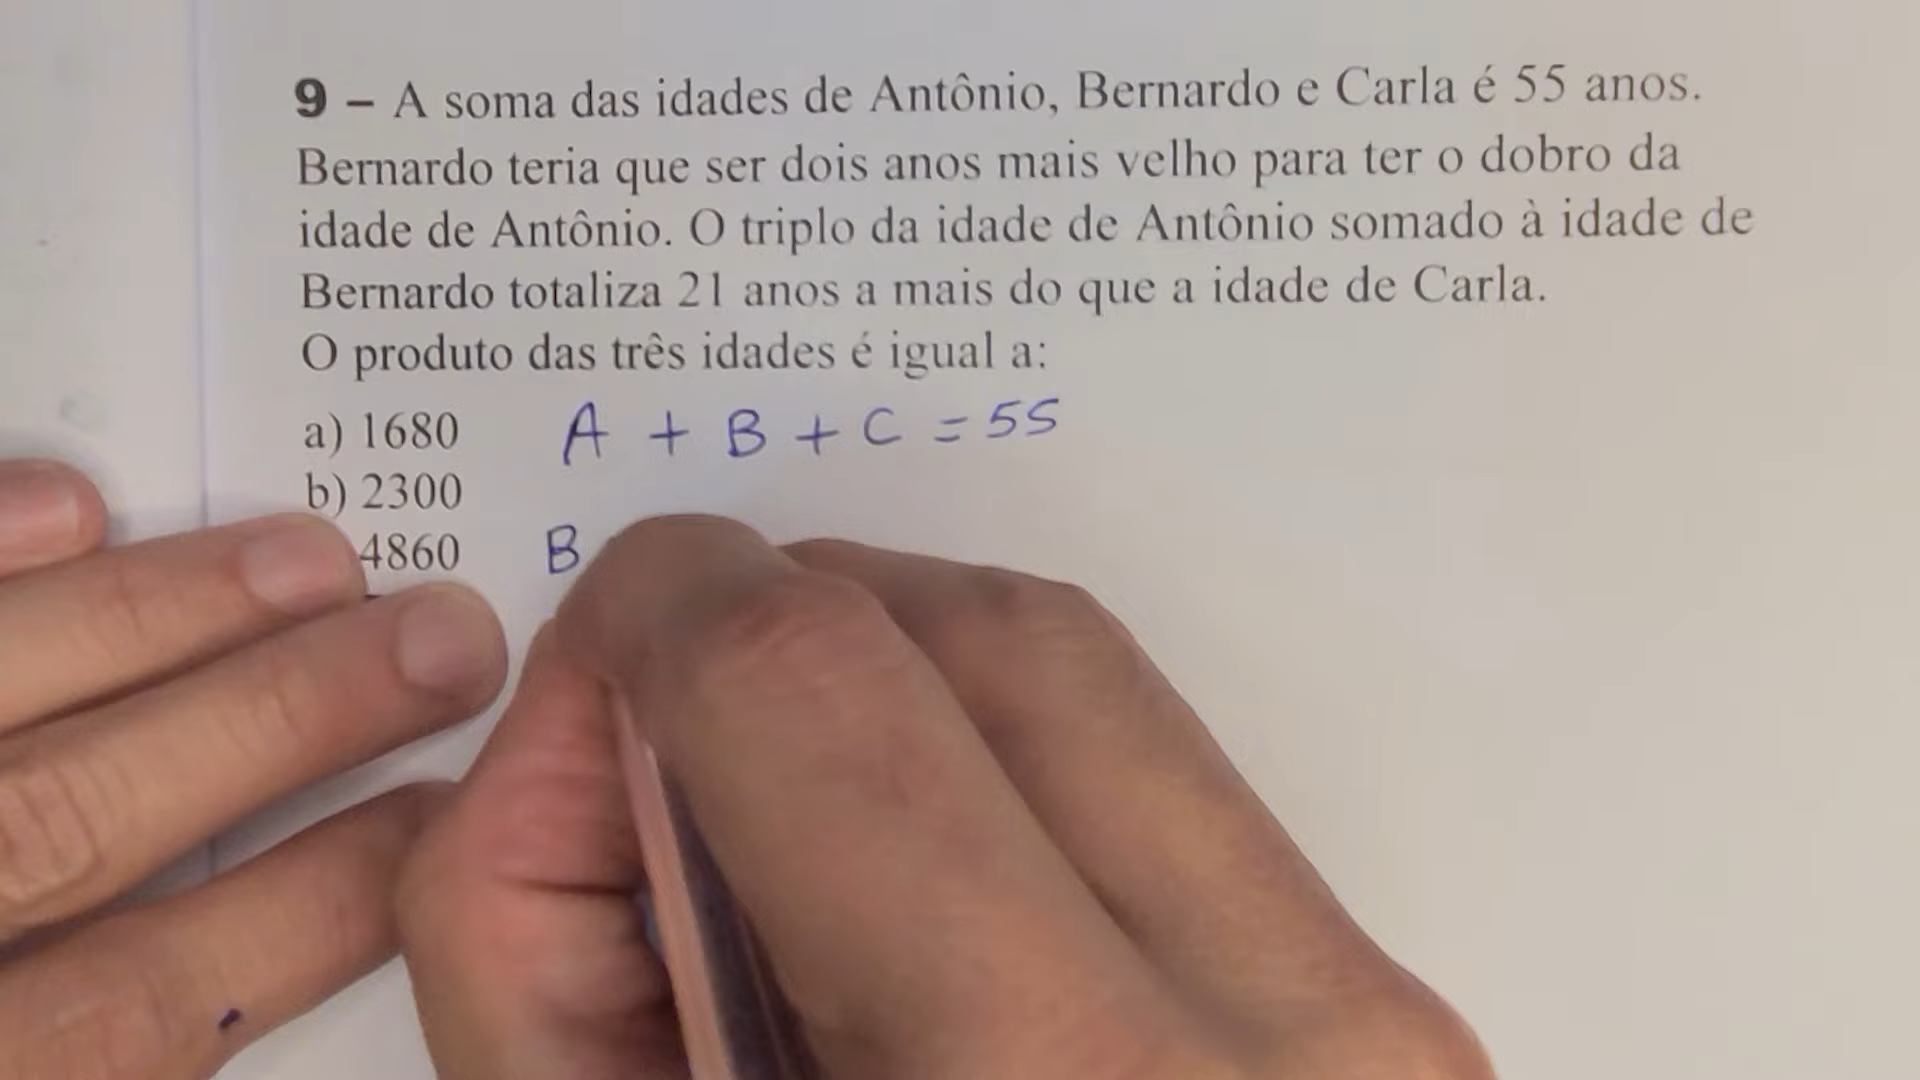 9 – A soma das idades de Antônio, Bernardo e Carla é 55 anos.
Bernardo teria que ser dois anos mais velho para ter o dobro da
idade de Antônio. O triplo da idade de Antônio somado à idade de
Bernardo totaliza 21 anos a mais do que a idade de Carla.
O produto das três idades é igual a:
a) 1680
A + B + C = 55
b) 2300
4860
B